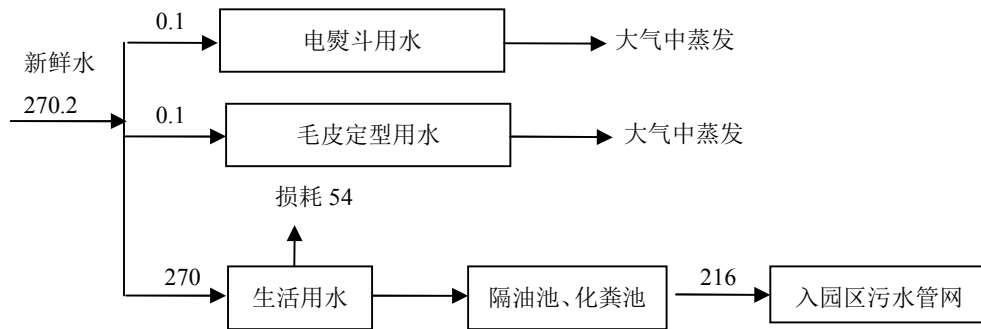 0.1
电熨斗用水
大气中蒸发
新鲜水
270.2
0.1
毛皮定型用水
大气中蒸发
损耗 54
270
生活用水
隔油池、化粪池
216
入园区污水管网